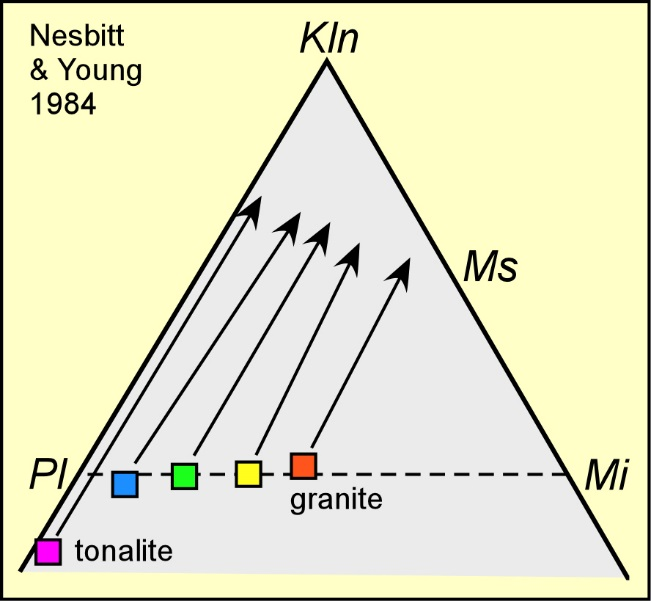 Nesbitt
& Young
1984
Kln
Ms
Pl
Mi
granite
tonalite